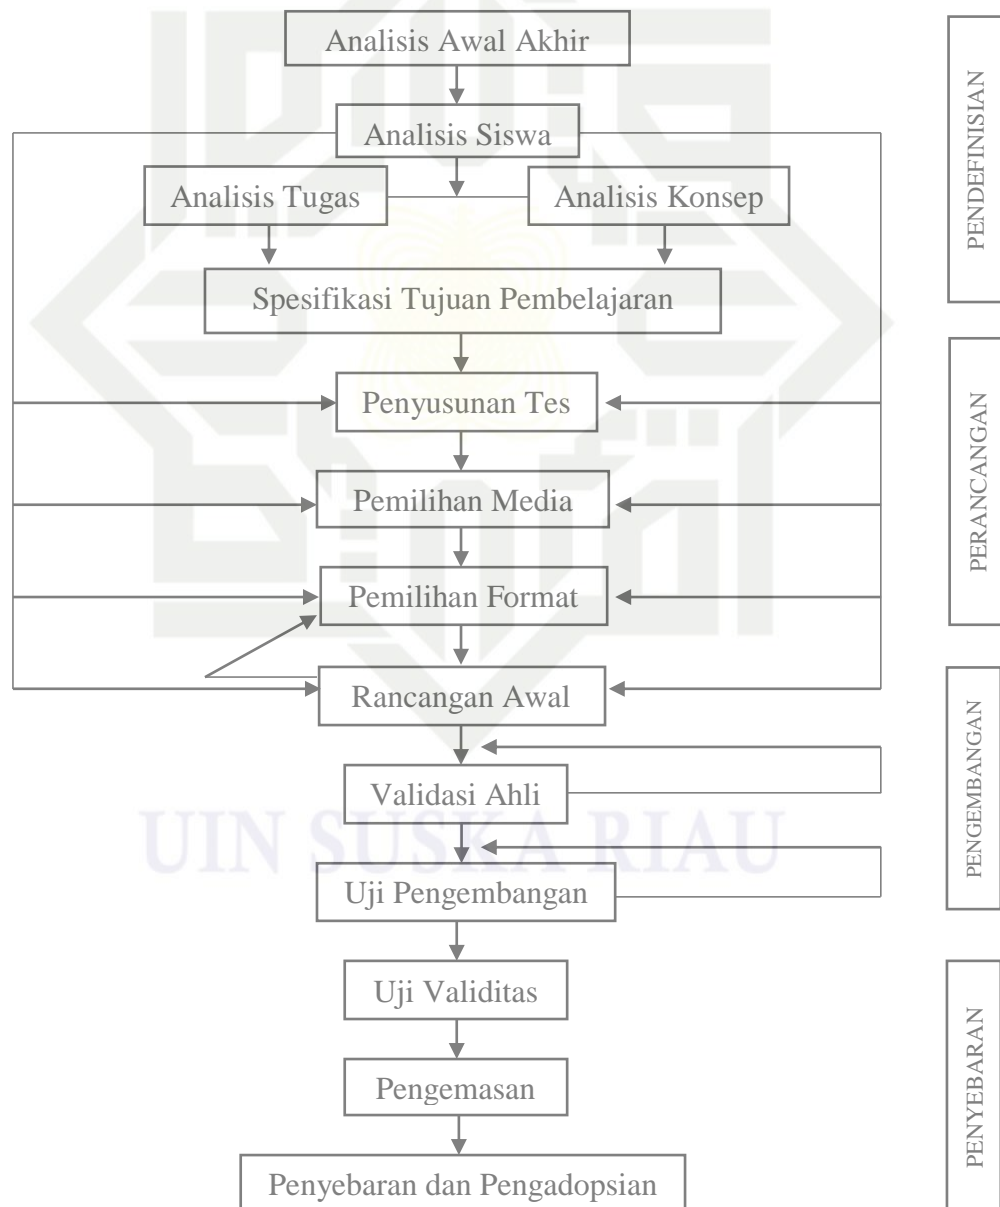 Analisis Awal Akhir
Analisis Siswa
Analisis Tugas
Analisis Konsep
Spesifikasi Tujuan Pembelajaran
PENDEFINISIAN
Penyusunan Tes
Pemilihan Media
Pemilihan Format
Rancangan Awal
PERANCANGAN
Validasi Ahli
UIN SUSKA RIAU
Uji Pengembangan
PENGEMBANGAN
Uji Validitas
Pengemasan
Penyebaran dan Pengadopsian
PENYEBARAN